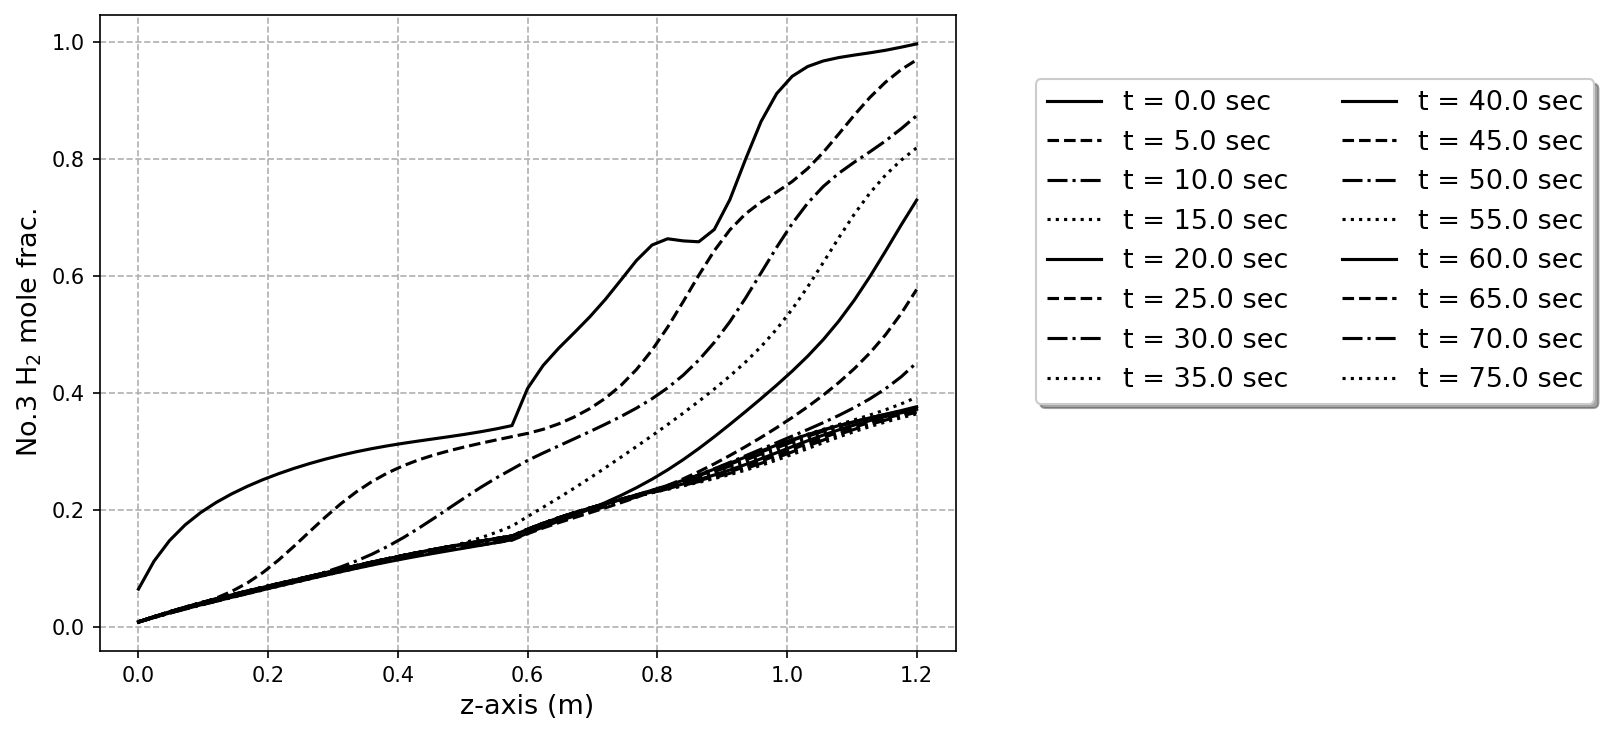 1.0
0.8
0.6
0.4
0.2
0.0
No.3 H₂ mole frac.
0.0 0.2 0.4 0.6 0.8 1.0 1.2
z-axis (m)
t = 0.0 sec
t = 5.0 sec
t = 10.0 sec
t = 15.0 sec
t = 20.0 sec
t = 25.0 sec
t = 30.0 sec
t = 35.0 sec
t = 40.0 sec
t = 45.0 sec
t = 50.0 sec
t = 55.0 sec
t = 60.0 sec
t = 65.0 sec
t = 70.0 sec
t = 75.0 sec